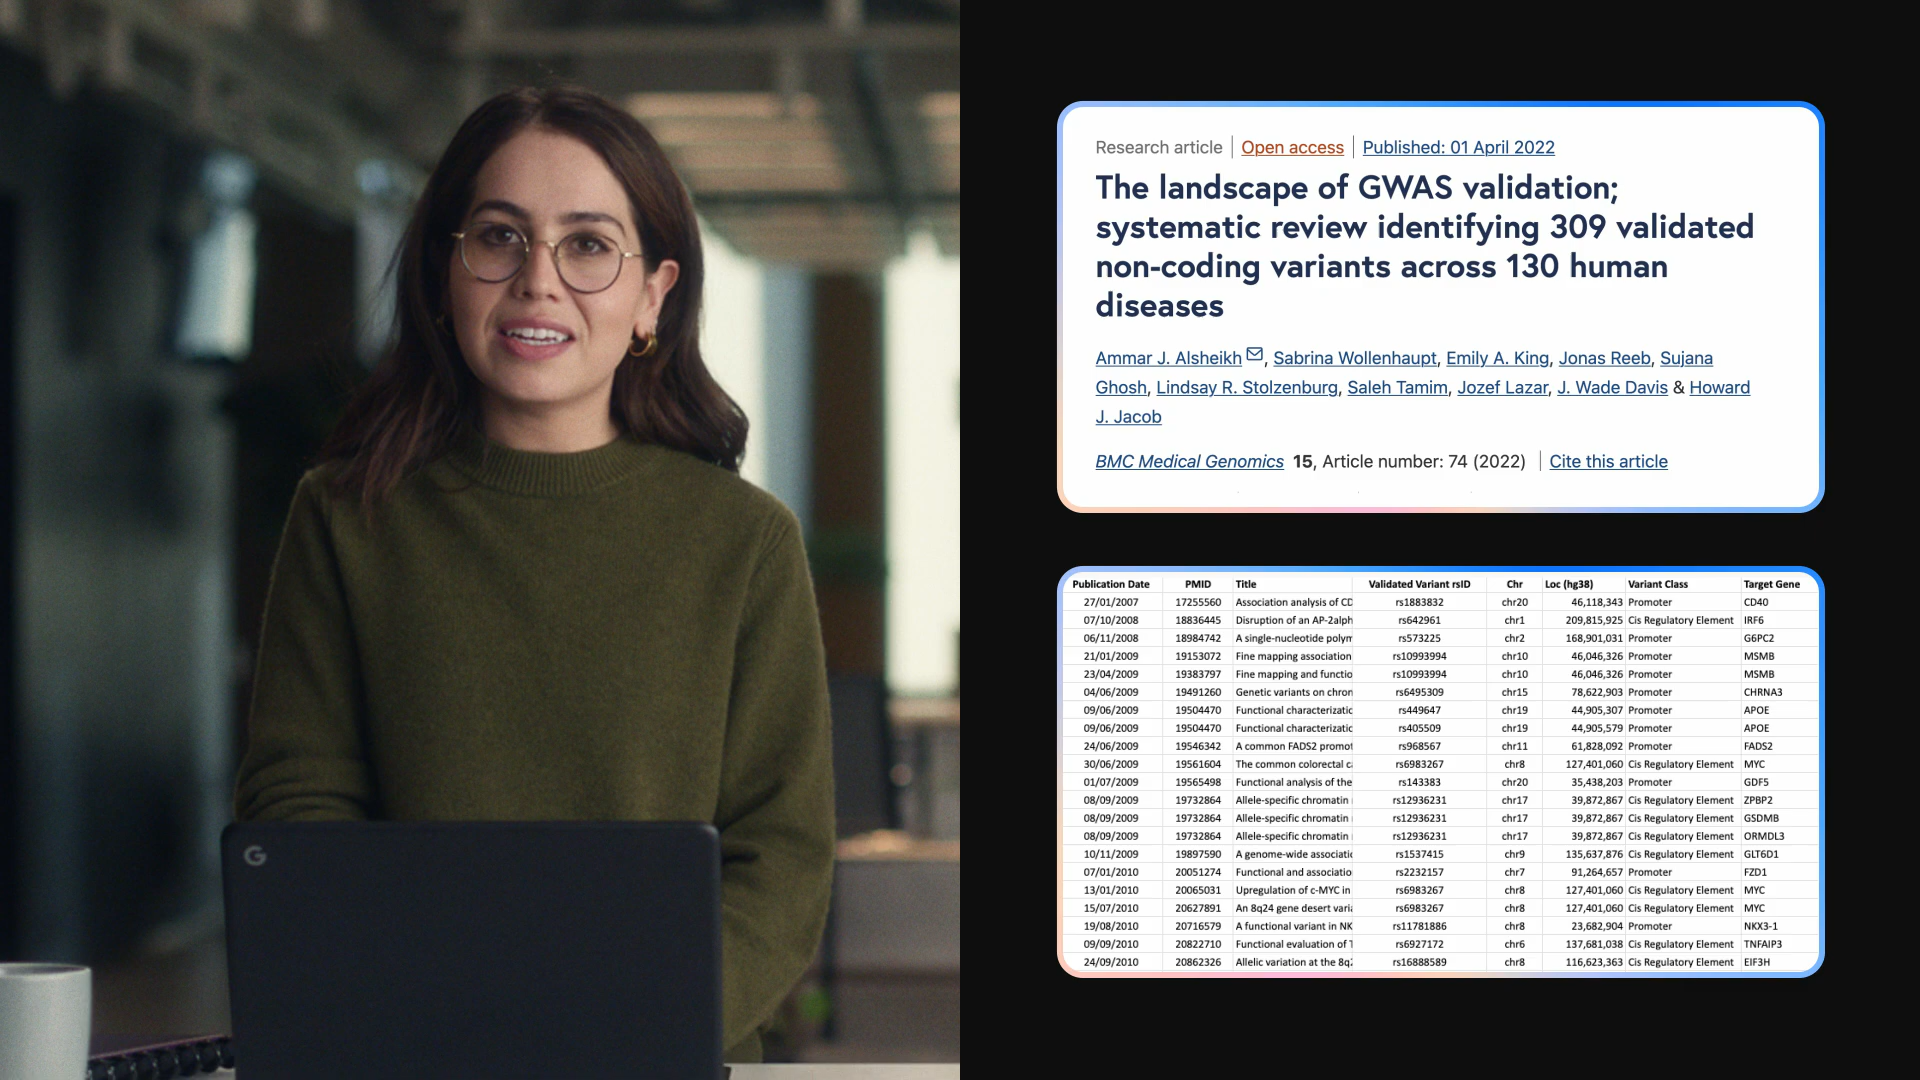 G
Research article | Open access | Published: 01 April 2022
The landscape of GWAS validation;
systematic review identifying 309 validated
non-coding variants across 130 human
diseases
Ammar J. Alsheikh, Sabrina Wollenhaupt, Emily A. King, Jonas Reeb, Sujana
Ghosh, Lindsay R. Stolzenburg, Saleh Tamim, Jozef Lazar, J. Wade Davis & Howard
J. Jacob
BMC Medical Genomics 15, Article number: 74 (2022) | Cite this article
Publication Date PMID Title Validated Variant rsID Chr Loc (hg38) Variant Class Target Gene
27/01/2007 17255560 Association analysis of CD rs1883832 chr20 46,118,343 Promoter CD40
07/10/2008 18836445 Disruption of an AP-2alph rs642961 chr1 209,815,925 Cis Regulatory Element IRF6
06/11/2008 18984742 A single-nucleotide polym rs573225 chr2 168,901,031 Promoter G6PC2
21/01/2009 19153072 Fine mapping association rs10993994 chr10 46,046,326 Promoter MSMB
23/04/2009 19383797 Fine mapping and functio rs10993994 chr10 46,046,326 Promoter MSMB
04/06/2009 19491260 Genetic variants on chron rs6495309 chr15 78,622,903 Promoter CHRNA3
09/06/2009 19504470 Functional characterizatic rs449647 chr19 44,905,307 Promoter APOE
09/06/2009 19504470 Functional characterizatic rs405509 chr19 44,905,579 Promoter APOE
24/06/2009 19546342 A common FADS2 promot rs968567 chr11 61,828,092 Promoter FADS2
30/06/2009 19561604 The common colorectal ca rs6983267 chr8 127,401,060 Cis Regulatory Element MYC
01/07/2009 19565498 Functional analysis of the rs143383 chr20 35,438,203 Promoter GDF5
08/09/2009 19732864 Allele-specific chromatin rs12936231 chr17 39,872,867 Cis Regulatory Element ZPBP2
08/09/2009 19732864 Allele-specific chromatin rs12936231 chr17 39,872,867 Cis Regulatory Element GSDMB
08/09/2009 19732864 Allele-specific chromatin rs12936231 chr17 39,872,867 Cis Regulatory Element ORMDL3
10/11/2009 19897590 A genome-wide associatic rs1537415 chr9 135,637,876 Cis Regulatory Element GLT6D1
07/01/2010 20051274 Functional and associatio rs2232157 chr7 91,264,657 Promoter FZD1
13/01/2010 20065031 Upregulation of c-MYC in rs6983267 chr8 127,401,060 Cis Regulatory Element MYC
15/07/2010 20627891 An 8q24 gene desert varia rs6983267 chr8 127,401,060 Cis Regulatory Element MYC
19/08/2010 20716579 A functional variant in NK rs11781886 chr8 23,682,904 Promoter NKX3-1
09/09/2010 20822710 Functional evaluation of T rs6927172 chr6 137,681,038 Cis Regulatory Element TNFAIP3
24/09/2010 20862326 Allelic variation at the 8q2 rs16888589 chr8 116,623,363 Cis Regulatory Element EIF3H